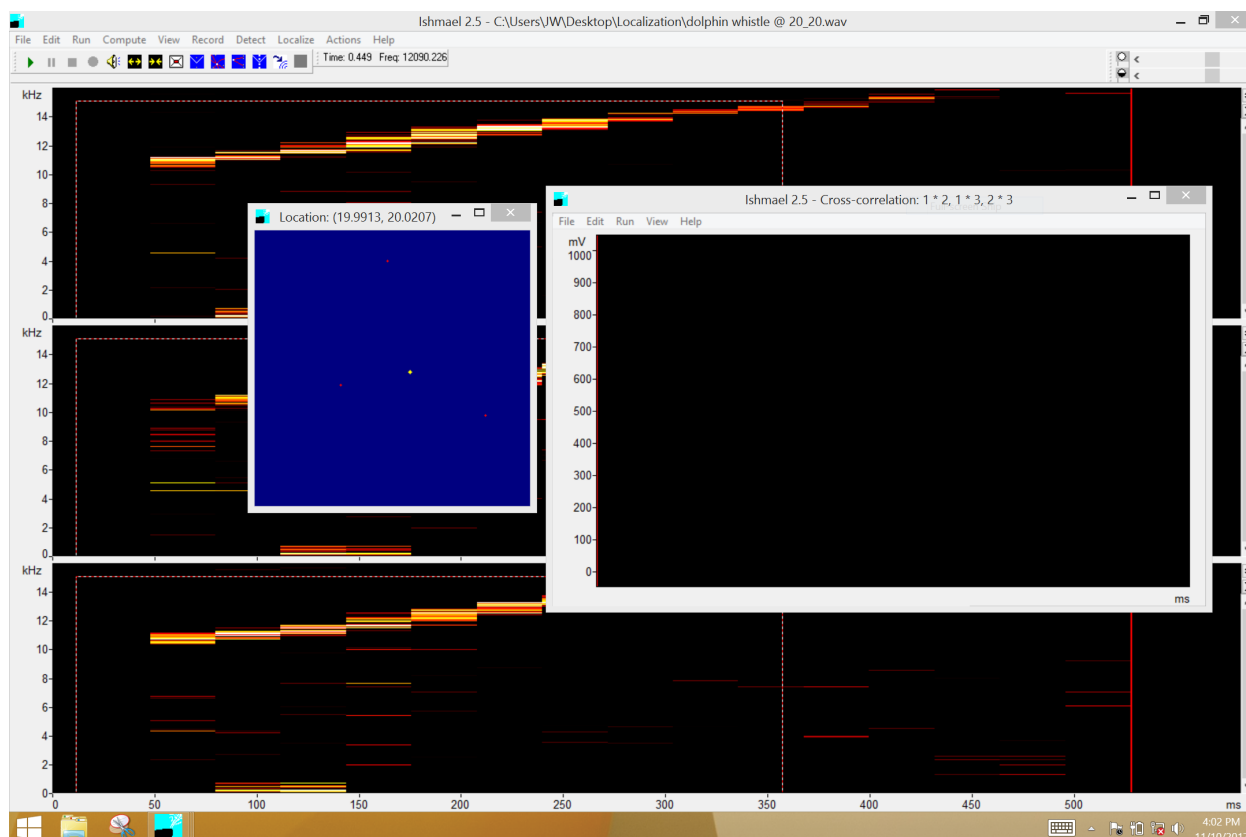 Ishmael 2.5 - C:\Users\JW\Desktop\Localization\dolphin whistle @ 20_20.wav
File Edit Run Compute View Record Detect Localize Actions Help
Time: 0.449 Freq: 12090.226
kHz
14
12
10
8
6
4
2
0
Location: (19.9913, 20.0207)
Ishmael 2.5 - Cross-correlation: 1 * 2, 1 * 3, 2 * 3
File Edit Run View Help
mV
1000
900
800
700
600
500
400
300
200
100
0
ms
kHz
14
12
10
8
6
4
2
0
kHz
14
12
10
8
6
4
2
0
0 50 100 150 200 250 300 350 400 450 500 ms
4:02 PM